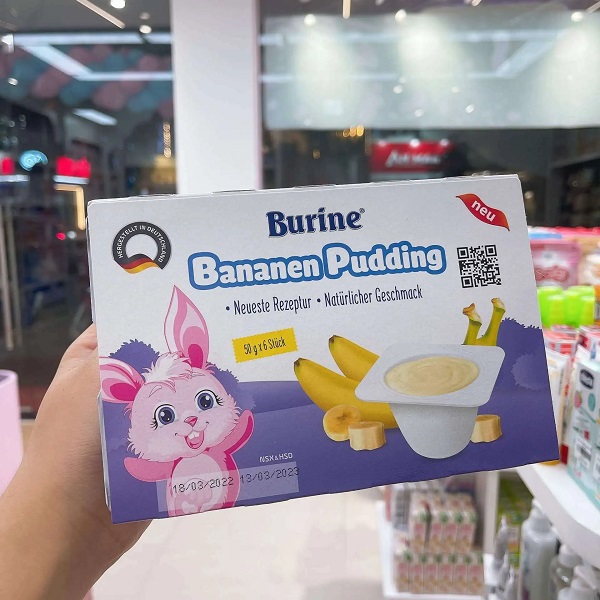 Burine®
neu
HERGESTELLT IN DEUTSCHLAND
Bananen Pudding
• Neueste Rezeptur • Natürlicher Geschmack
50 g x 6 Stück
NSX&HSD
18/03/2022 13/03/2023